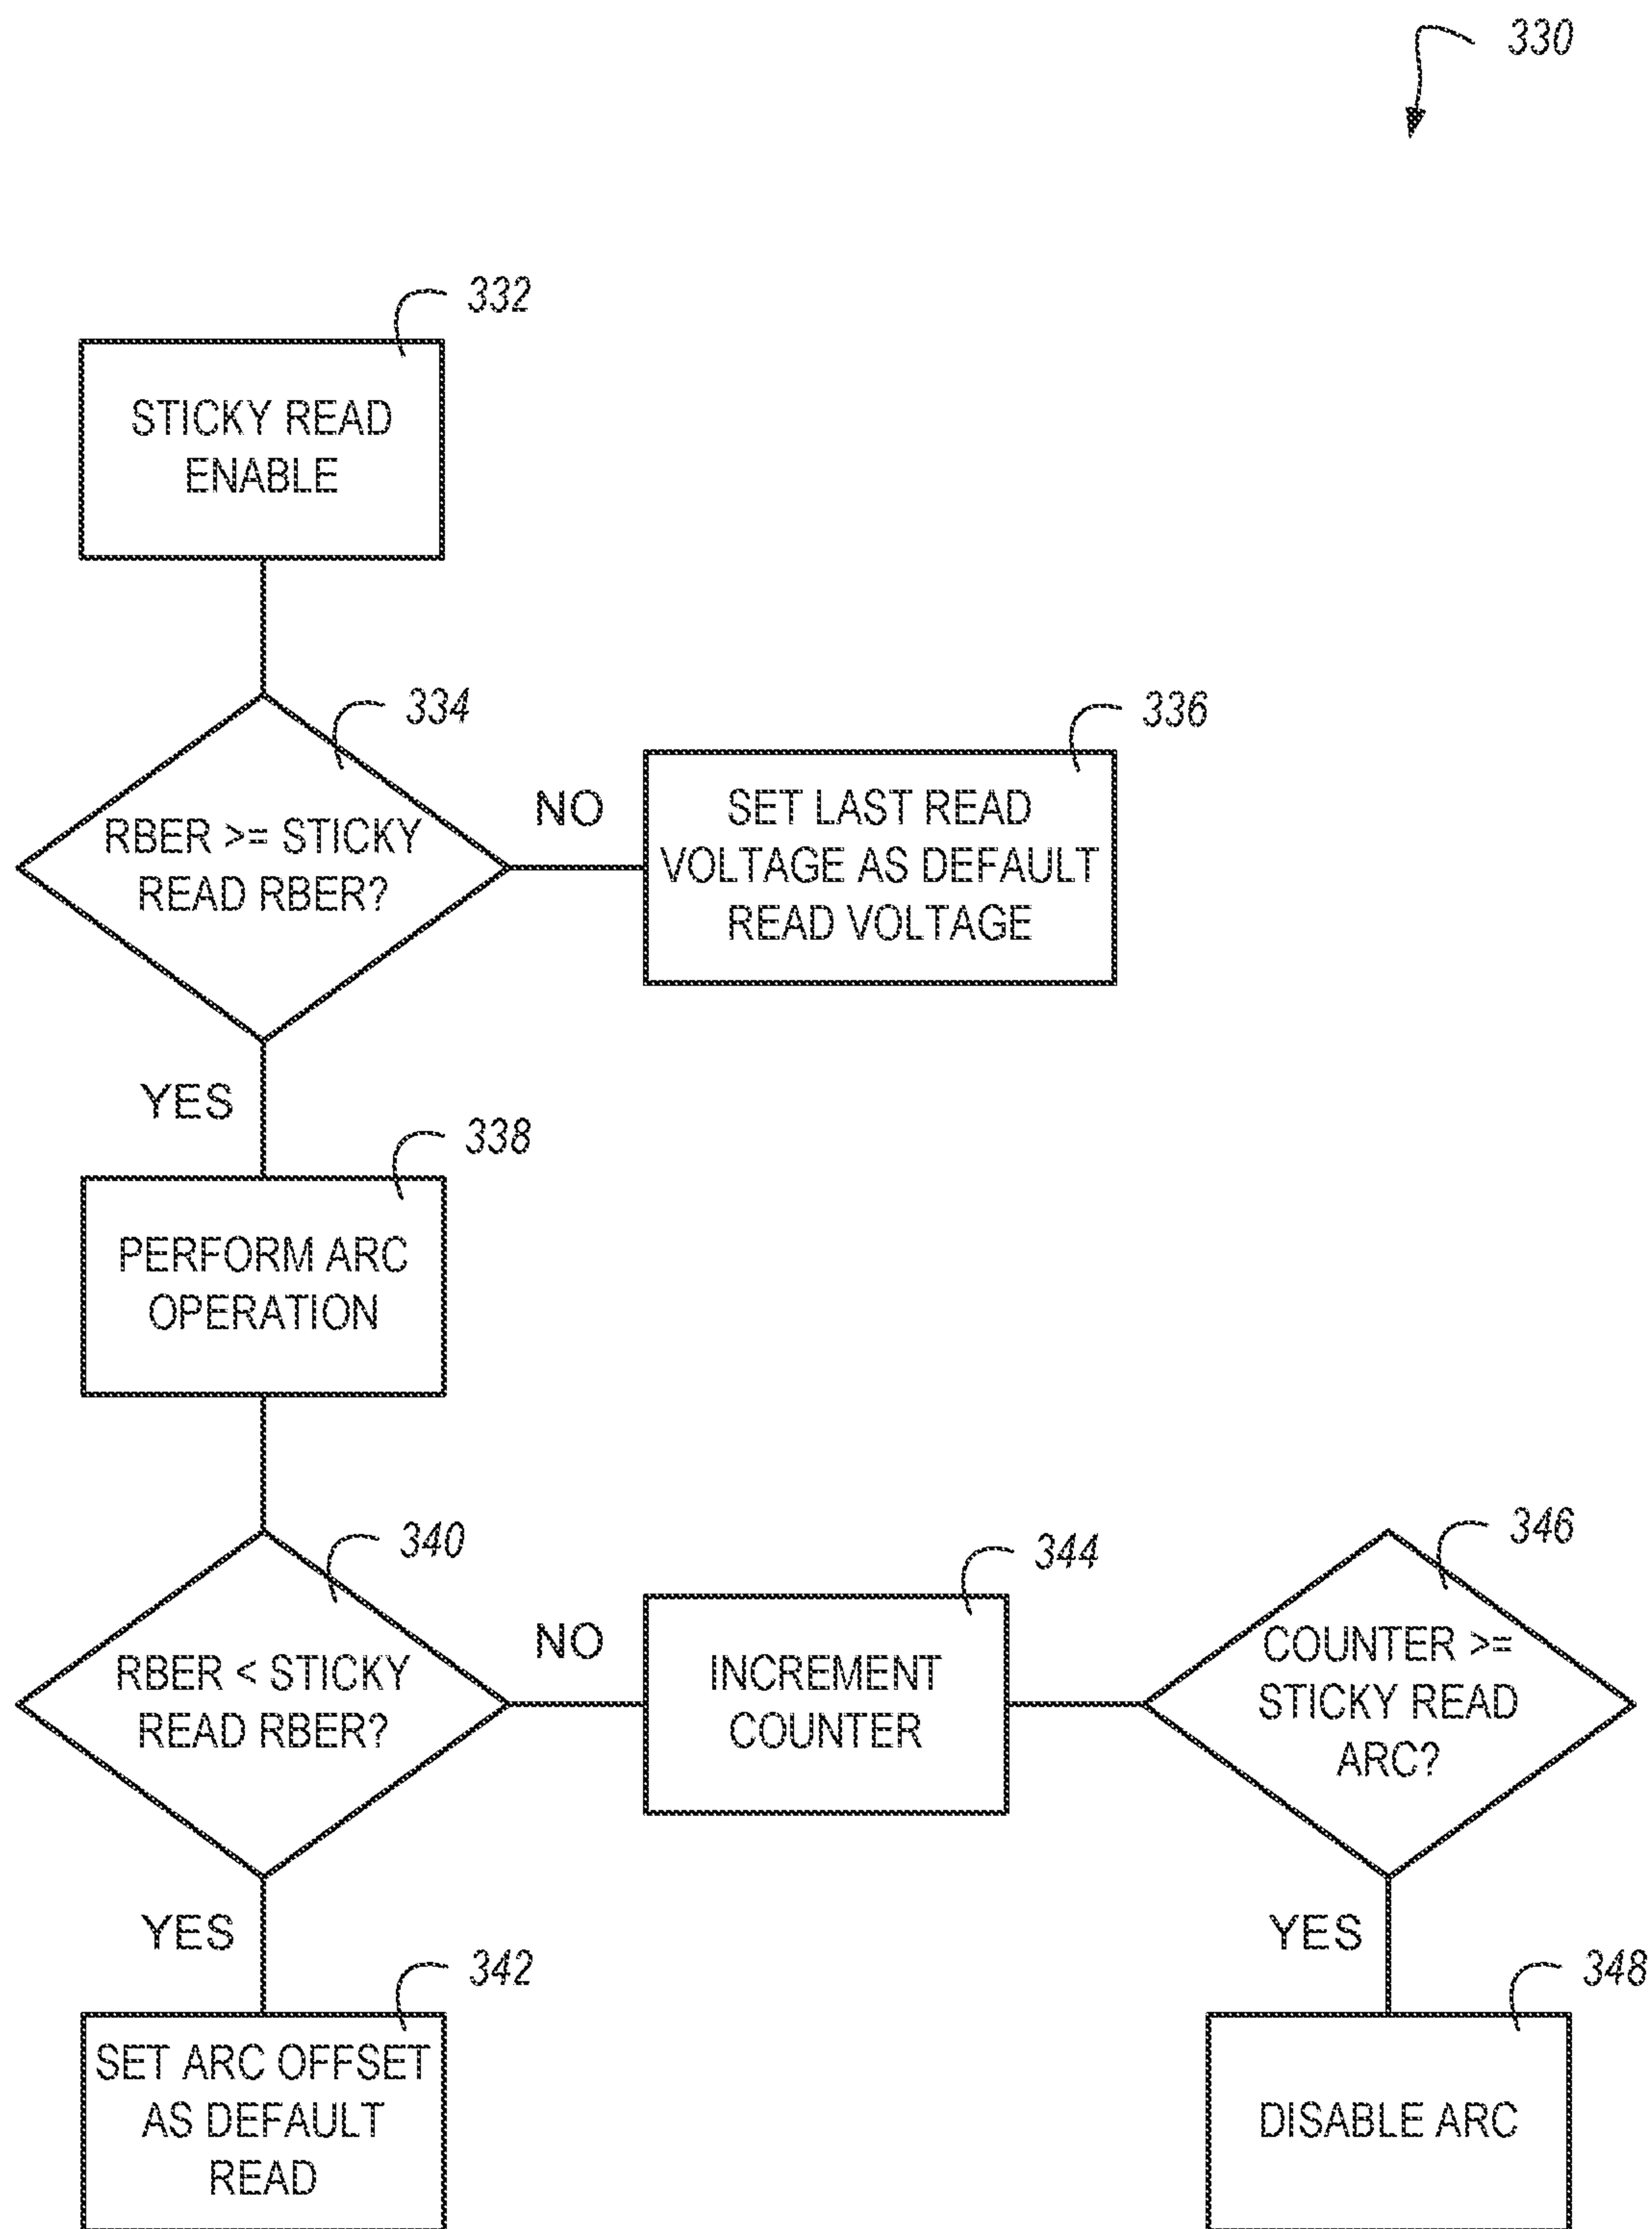 330
332
STICKY READ
ENABLE
334
RBER >= STICKY
READ RBER?
NO
336
SET LAST READ
VOLTAGE AS DEFAULT
READ VOLTAGE
YES
338
PERFORM ARC
OPERATION
340
RBER < STICKY
READ RBER?
NO
344
INCREMENT
COUNTER
346
COUNTER >=
STICKY READ
ARC?
YES
342
SET ARC OFFSET
AS DEFAULT
READ
YES
348
DISABLE ARC